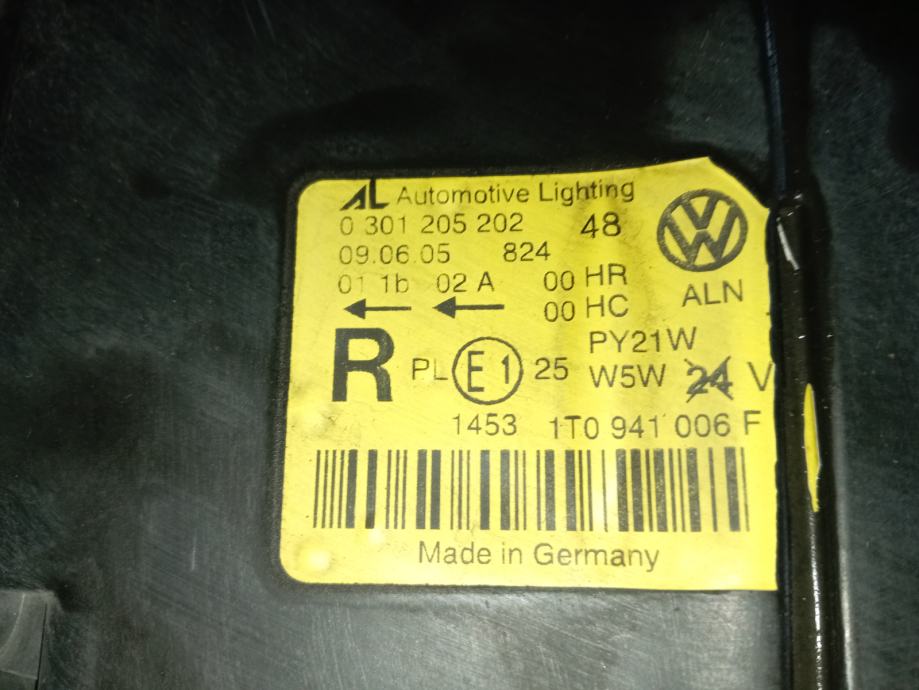 AL Automotive Lighting
0 301 205 202 48
09.06.05 824
01 1b 02 A 00 HR
00 HC
ALN
PY21W
R PL E1 25 W5W 24 V
1453 1T0 941 006 F
Made in Germany